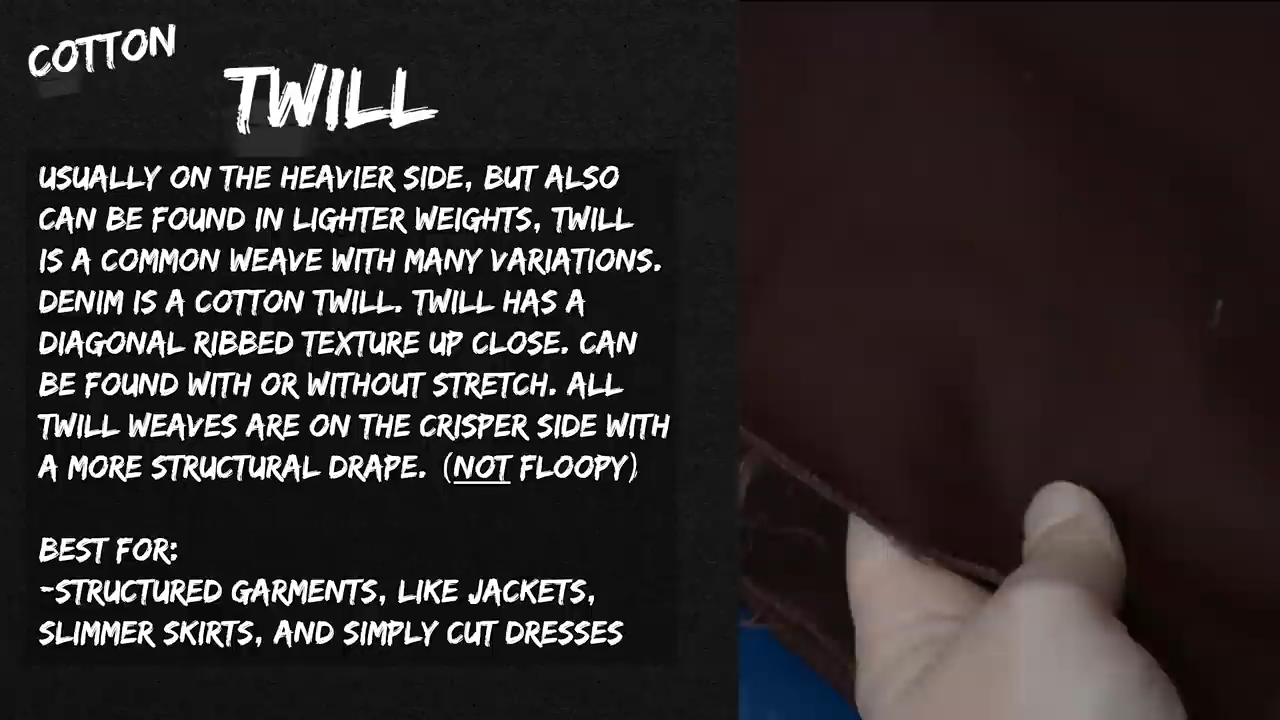 COTTON
TWILL
USUALLY ON THE HEAVIER SIDE, BUT ALSO
CAN BE FOUND IN LIGHTER WEIGHTS, TWILL
IS A COMMON WEAVE WITH MANY VARIATIONS.
DENIM IS A COTTON TWILL. TWILL HAS A
DIAGONAL RIBBED TEXTURE UP CLOSE. CAN
BE FOUND WITH OR WITHOUT STRETCH. ALL
TWILL WEAVES ARE ON THE CRISPER SIDE WITH
A MORE STRUCTURAL DRAPE. (NOT FLOOPY)
BEST FOR:
-STRUCTURED GARMENTS, LIKE JACKETS,
SLIMMER SKIRTS, AND SIMPLY CUT DRESSES